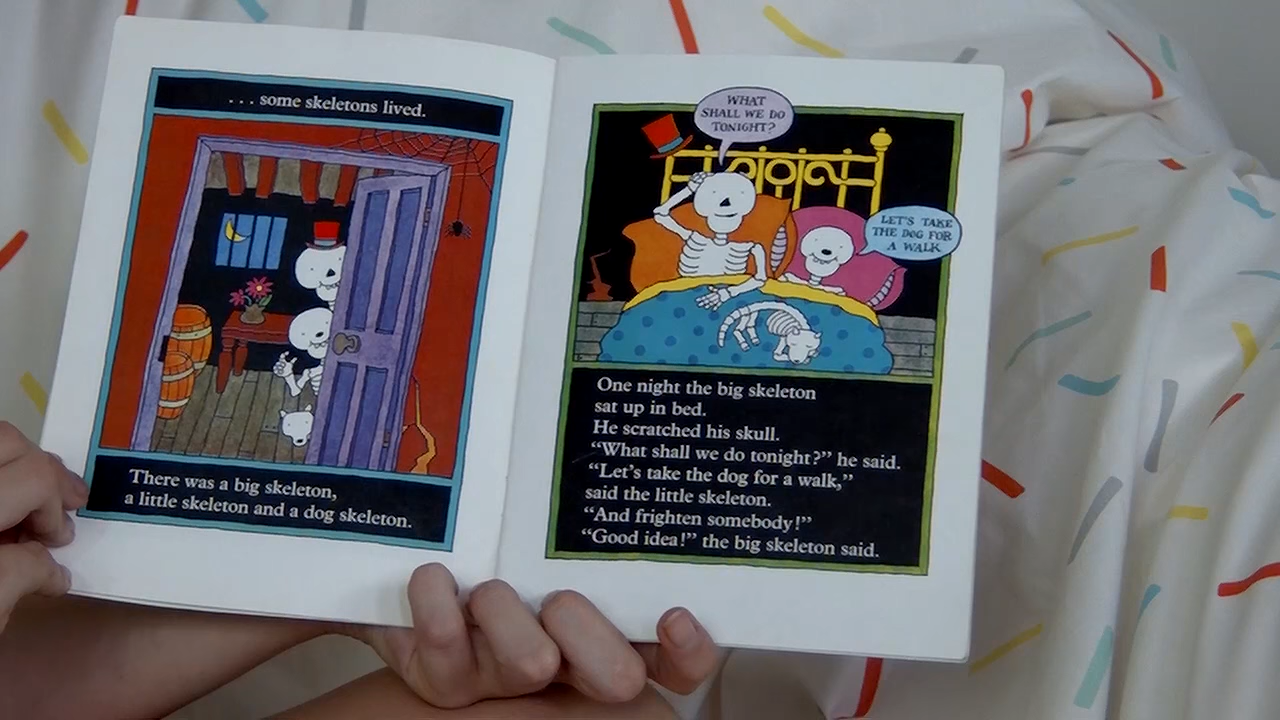 . . . some skeletons lived.
There was a big skeleton,
a little skeleton and a dog skeleton.
WHAT
SHALL WE DO
TONIGHT?
LET'S TAKE
THE DOG FOR
A WALK
One night the big skeleton
sat up in bed.
He scratched his skull.
“What shall we do tonight?” he said.
“Let's take the dog for a walk,”
said the little skeleton.
“And frighten somebody!”
“Good idea!” the big skeleton said.